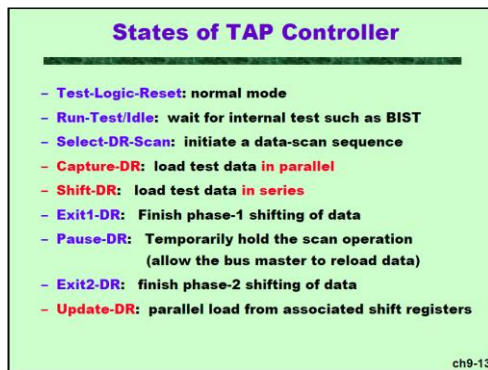 States of TAP Controller
– Test-Logic-Reset: normal mode
– Run-Test/Idle: wait for internal test such as BIST
– Select-DR-Scan: initiate a data-scan sequence
– Capture-DR: load test data in parallel
– Shift-DR: load test data in series
– Exit1-DR: Finish phase-1 shifting of data
– Pause-DR: Temporarily hold the scan operation
(allow the bus master to reload data)
– Exit2-DR: finish phase-2 shifting of data
– Update-DR: parallel load from associated shift registers
ch9-13